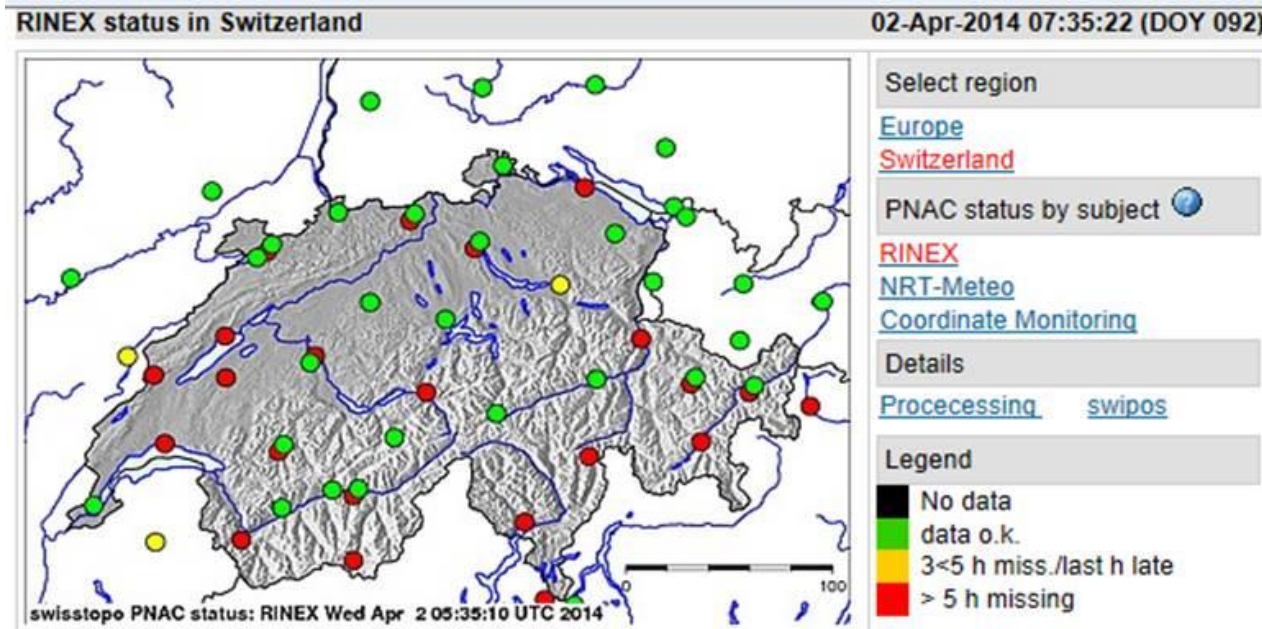 RINEX status in Switzerland
02-Apr-2014 07:35:22 (DOY 092)
Select region
Europe
Switzerland
PNAC status by subject
RINEX
NRT-Meteo
Coordinate Monitoring
Details
Procecessing swipos
Legend
No data
data o.k.
3<5 h miss./last h late
> 5 h missing
0 100
swisstopo PNAC status: RINEX Wed Apr 2 05:35:10 UTC 2014